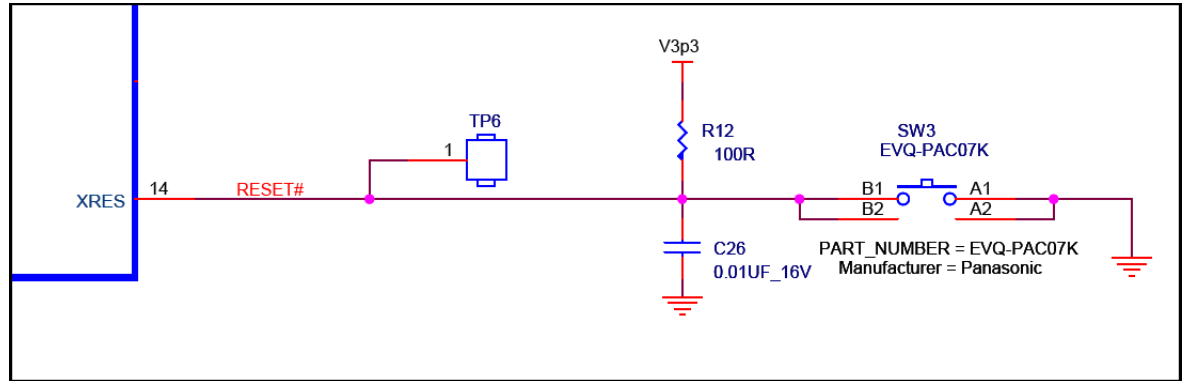 V3p3
TP6
1
R12
100R
SW3
EVQ-PAC07K
XRES
14
RESET#
B1
A1
B2
A2
C26
0.01UF_16V
PART_NUMBER = EVQ-PAC07K
Manufacturer = Panasonic